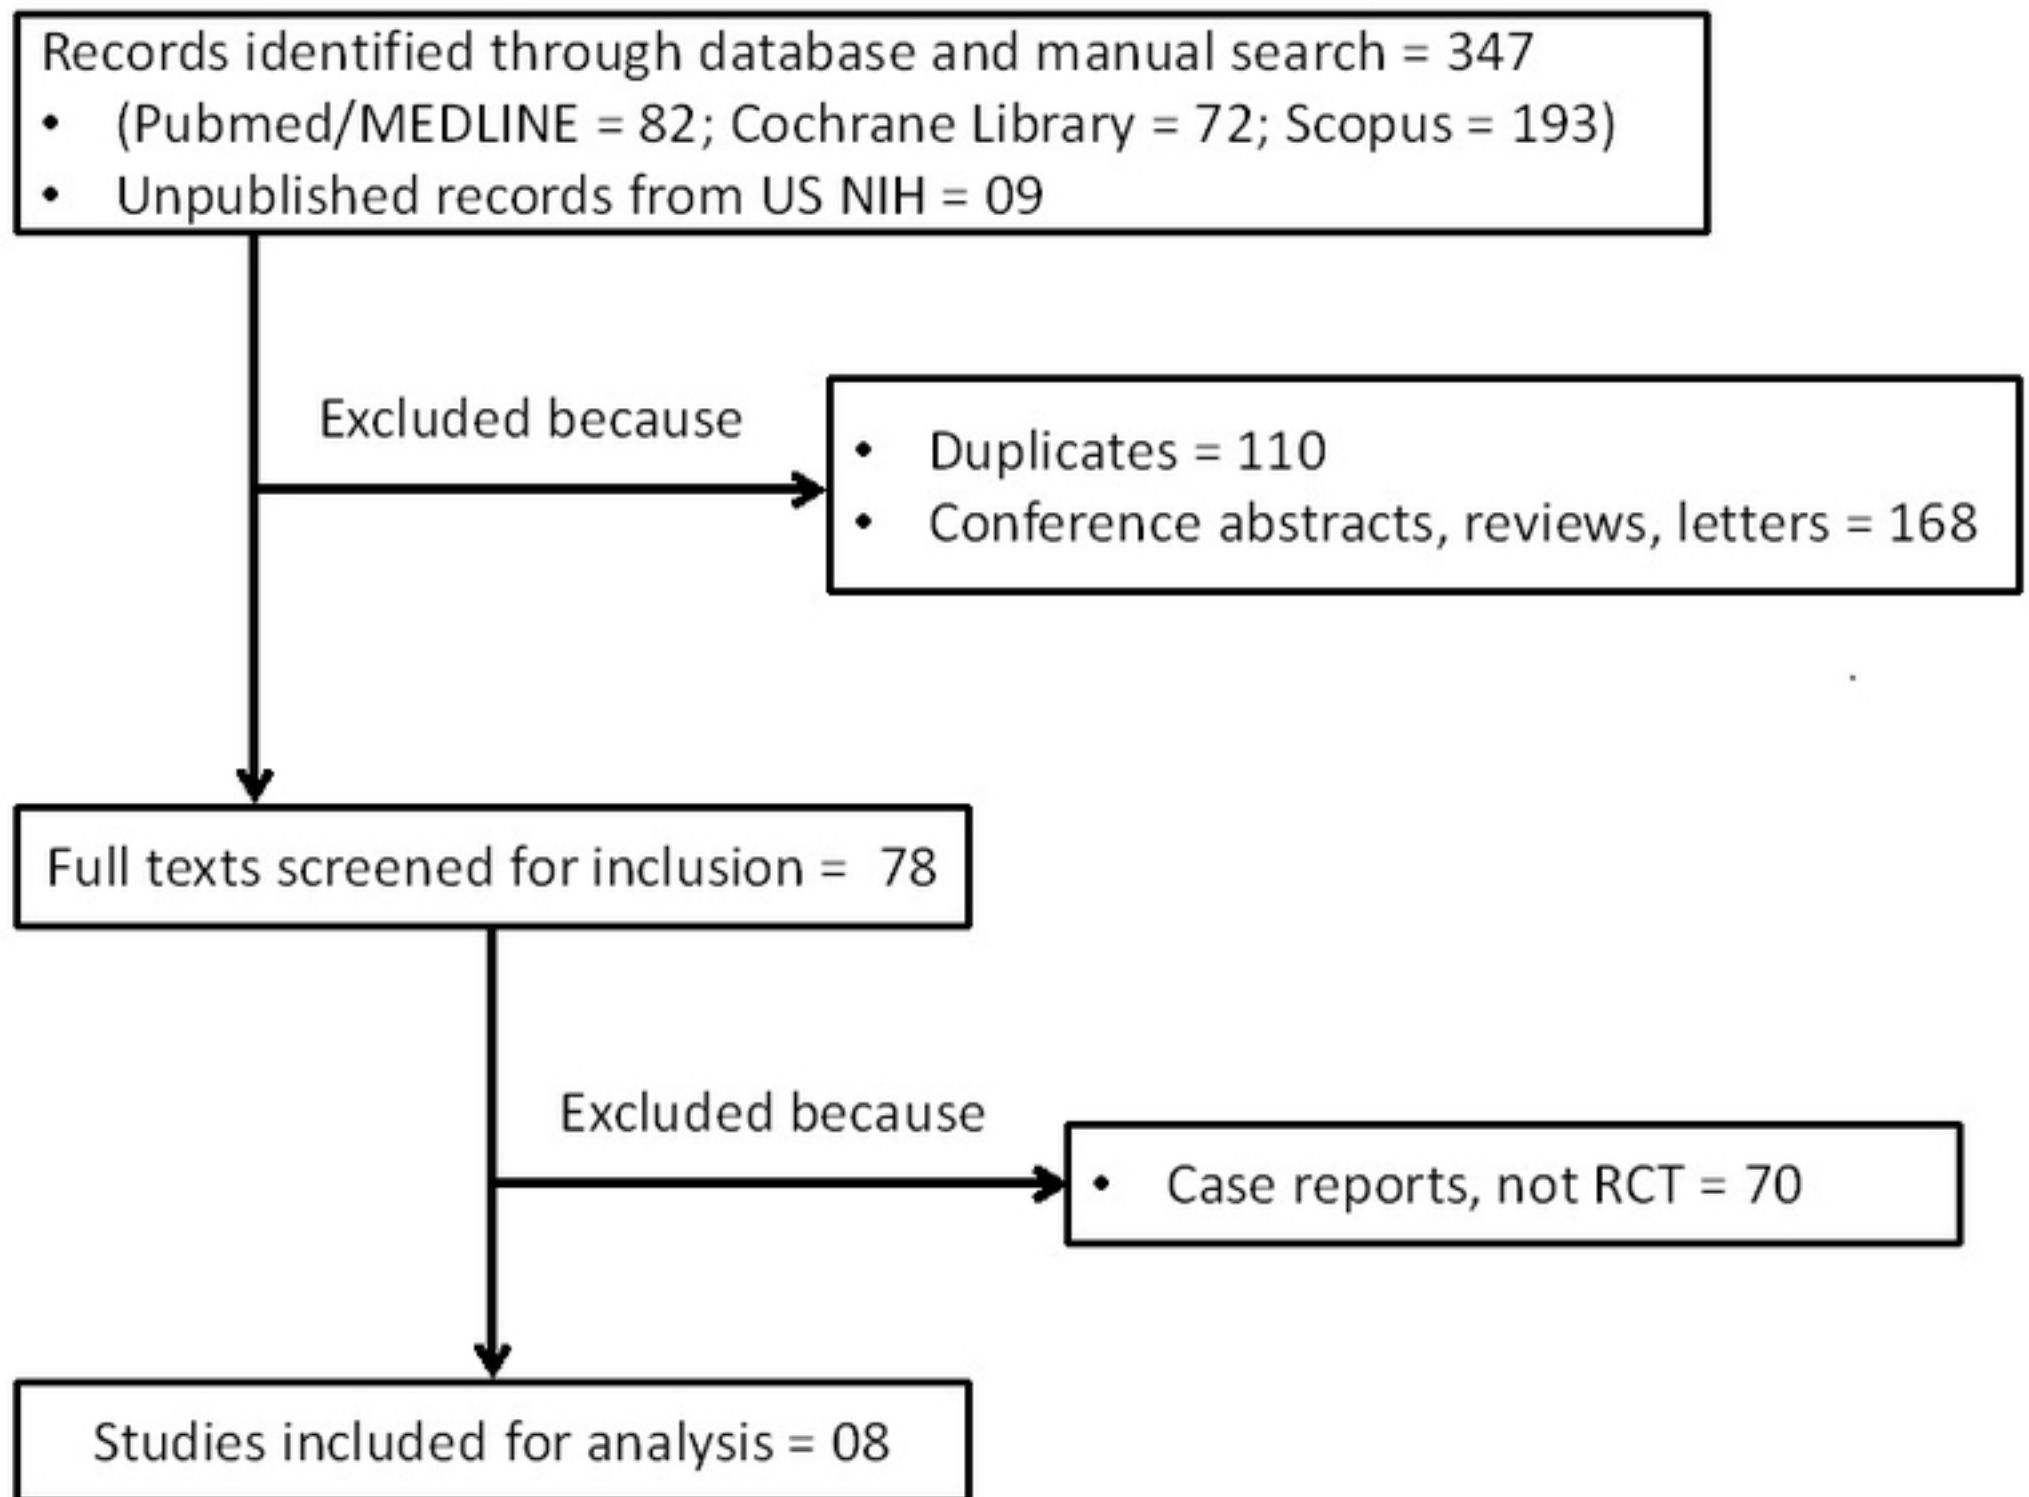 Records identified through database and manual search = 347
• (Pubmed/MEDLINE = 82; Cochrane Library = 72; Scopus = 193)
• Unpublished records from US NIH = 09
Excluded because
• Duplicates = 110
• Conference abstracts, reviews, letters = 168
Full texts screened for inclusion = 78
Excluded because
• Case reports, not RCT = 70
Studies included for analysis = 08